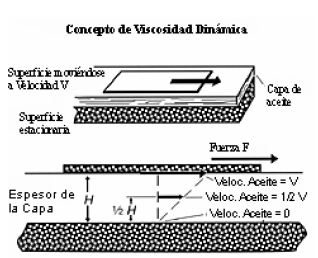 Concepto de Viscosidad Dinámica
Superficie moviéndose
a Velocidad V
Capa de
aceite
Superficie
estacionaria
Fuerza F
Veloc. Aceite = V
Espesor de
la Capa
H
½ H
Veloc. Aceite = 1/2 V
Veloc. Aceite = 0